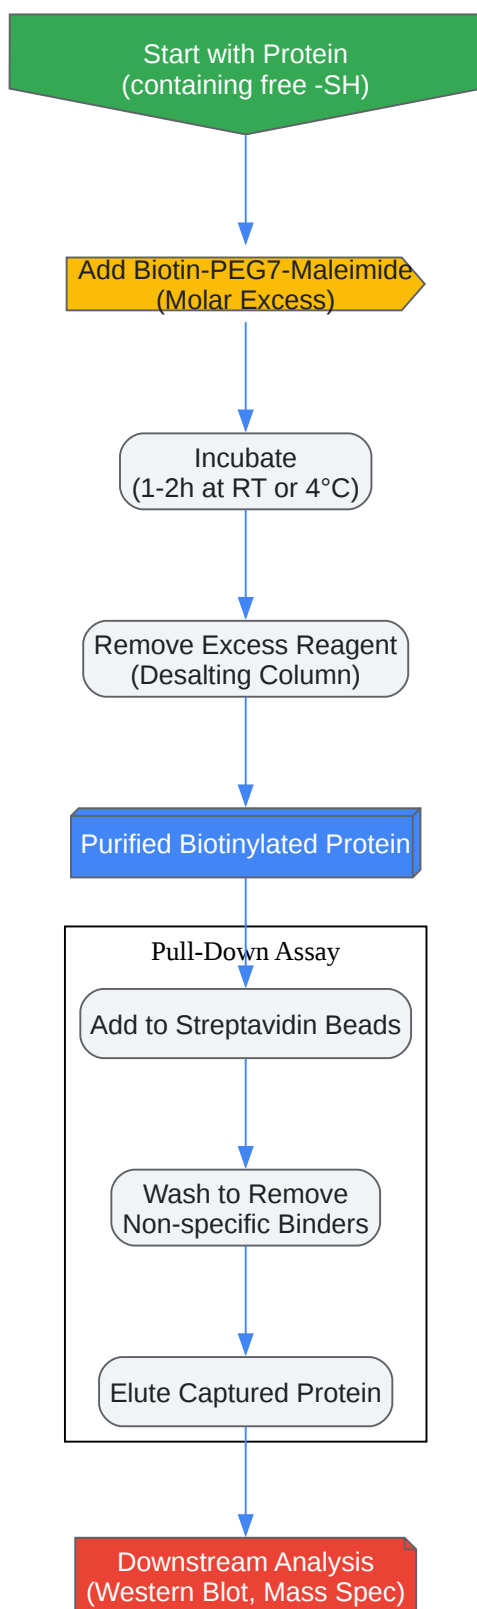 Start with Protein
(containing free -SH)
Add Biotin-PEG7-Maleimide
(Molar Excess)
Incubate
(1-2h at RT or 4°C)
Remove Excess Reagent
(Desalting Column)
Purified Biotinylated Protein
Pull-Down Assay
Add to Streptavidin Beads
Wash to Remove
Non-specific Binders
Elute Captured Protein
Downstream Analysis
(Western Blot, Mass Spec)